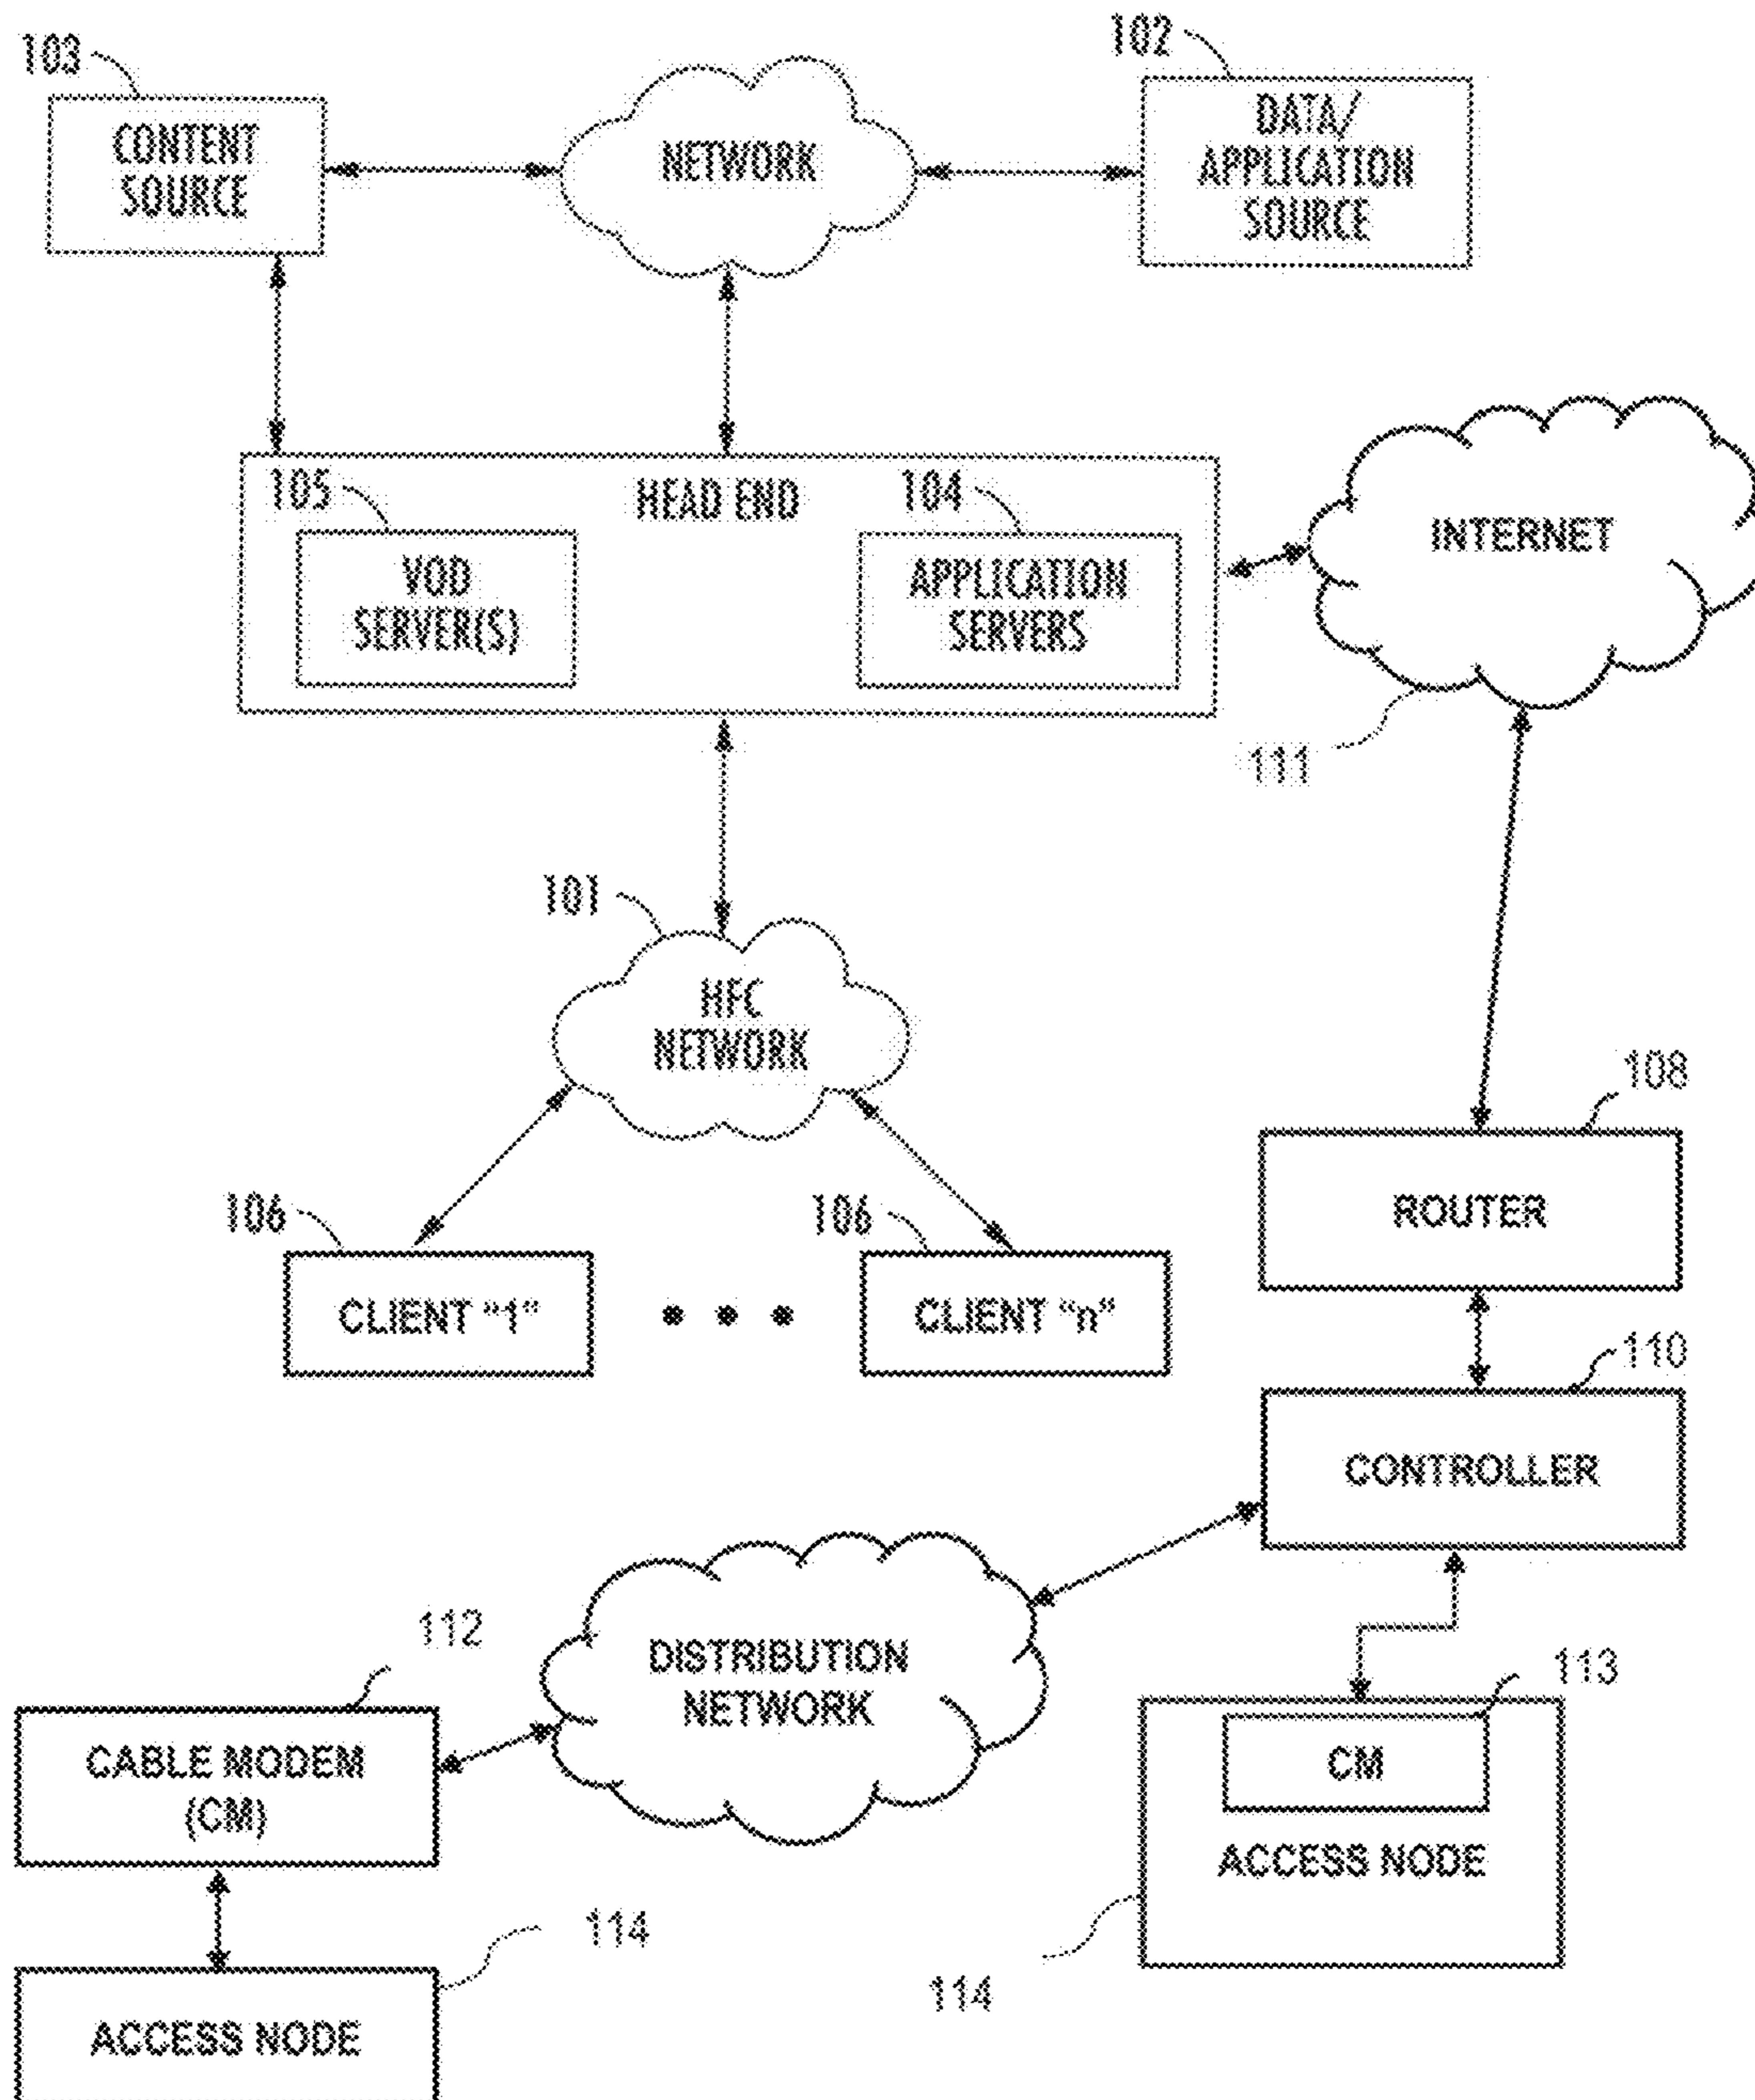 103
102
CONTENT
SOURCE
NETWORK
DATA/
APPLICATION
SOURCE
105
HEAD END
104
VOD
SERVER(S)
APPLICATION
SERVERS
INTERNET
111
101
HFC
NETWORK
108
ROUTER
106
106
CLIENT "1"
CLIENT "n"
110
CONTROLLER
112
DISTRIBUTION
NETWORK
113
CABLE MODEM
(CM)
CM
ACCESS NODE
114
114
ACCESS NODE